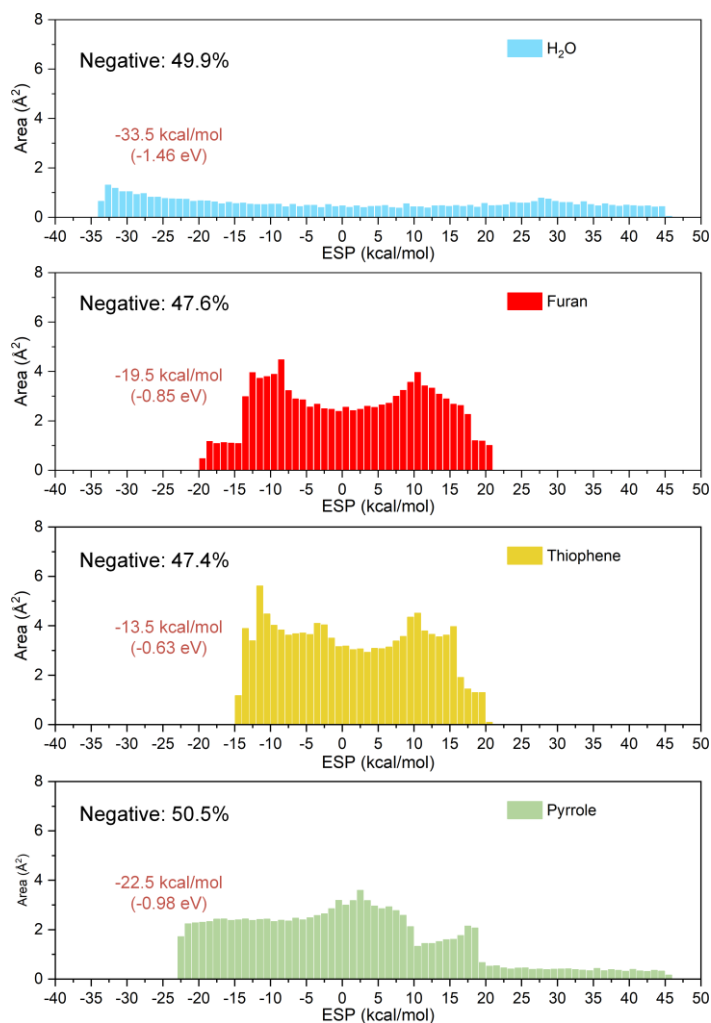 8
6
4
2
0
Area (Å²)
Negative: 49.9%
H₂O
-33.5 kcal/mol
(-1.46 eV)
-40 -35 -30 -25 -20 -15 -10 -5 0 5 10 15 20 25 30 35 40 45 50
ESP (kcal/mol)
8
6
4
2
0
Area (Å²)
Negative: 47.6%
Furan
-19.5 kcal/mol
(-0.85 eV)
-40 -35 -30 -25 -20 -15 -10 -5 0 5 10 15 20 25 30 35 40 45 50
ESP (kcal/mol)
8
6
4
2
0
Area (Å²)
Negative: 47.4%
Thiophene
-13.5 kcal/mol
(-0.63 eV)
-40 -35 -30 -25 -20 -15 -10 -5 0 5 10 15 20 25 30 35 40 45 50
ESP (kcal/mol)
8
6
4
2
0
Area (Å²)
Negative: 50.5%
Pyrrole
-22.5 kcal/mol
(-0.98 eV)
-40 -35 -30 -25 -20 -15 -10 -5 0 5 10 15 20 25 30 35 40 45 50
ESP (kcal/mol)